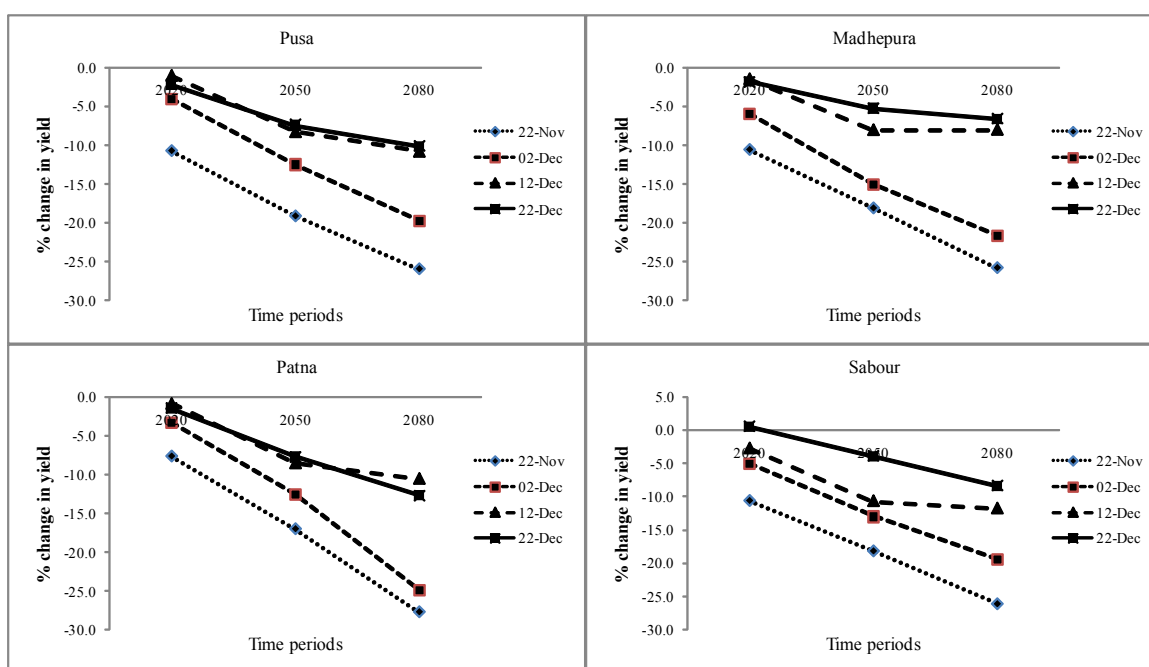 Pusa
0.0
-5.0
-10.0
-15.0
-20.0
-25.0
-30.0
2020 2050 2080
% change in yield
Time periods
22-Nov
02-Dec
12-Dec
22-Dec
Madhepura
0.0
-5.0
-10.0
-15.0
-20.0
-25.0
-30.0
2020 2050 2080
% change in yield
Time periods
22-Nov
02-Dec
12-Dec
22-Dec
Patna
0.0
-5.0
-10.0
-15.0
-20.0
-25.0
-30.0
2020 2050 2080
% change in yield
Time periods
22-Nov
02-Dec
12-Dec
22-Dec
Sabour
5.0
0.0
-5.0
-10.0
-15.0
-20.0
-25.0
-30.0
2020 2050 2080
% change in yield
Time periods
22-Nov
02-Dec
12-Dec
22-Dec